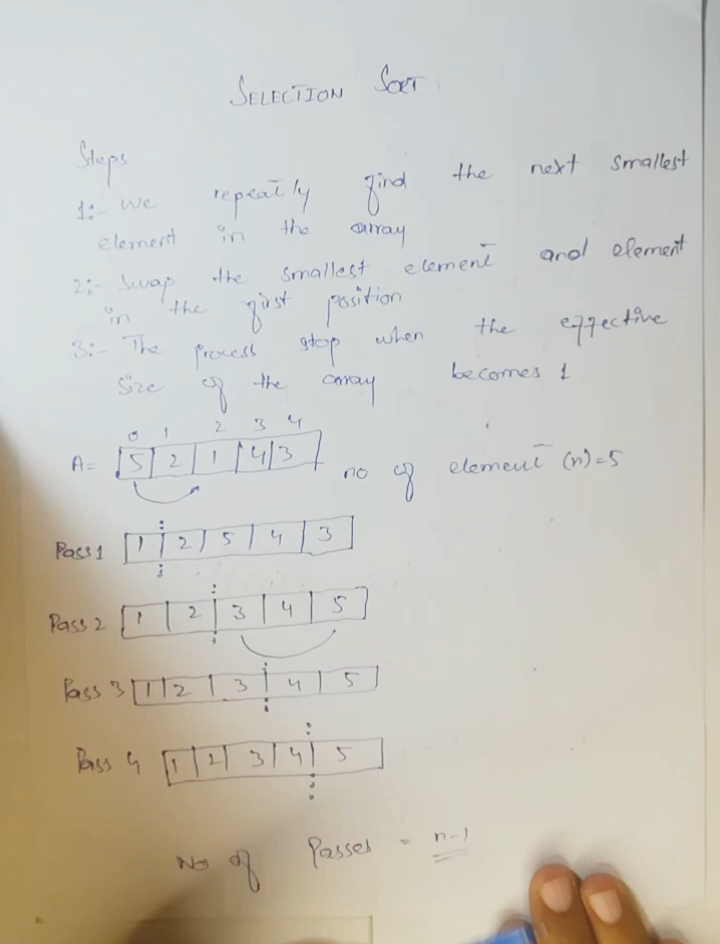 SELECTION SORT
Steps
1:- We repeatly find the next smallest
element in the array
2:- Swap the smallest element and element
in the first position
3:- The process stop when the effective
Size of the array becomes 1
0 1 2 3 4
A= 5 2 1 4 3 no of element (n)=5
Pass 1 1 2 5 4 3
Pass 2 1 2 3 4 5
Pass 3 1 2 3 4 5
Pass 4 1 2 3 4 5
No of Passes = n-1